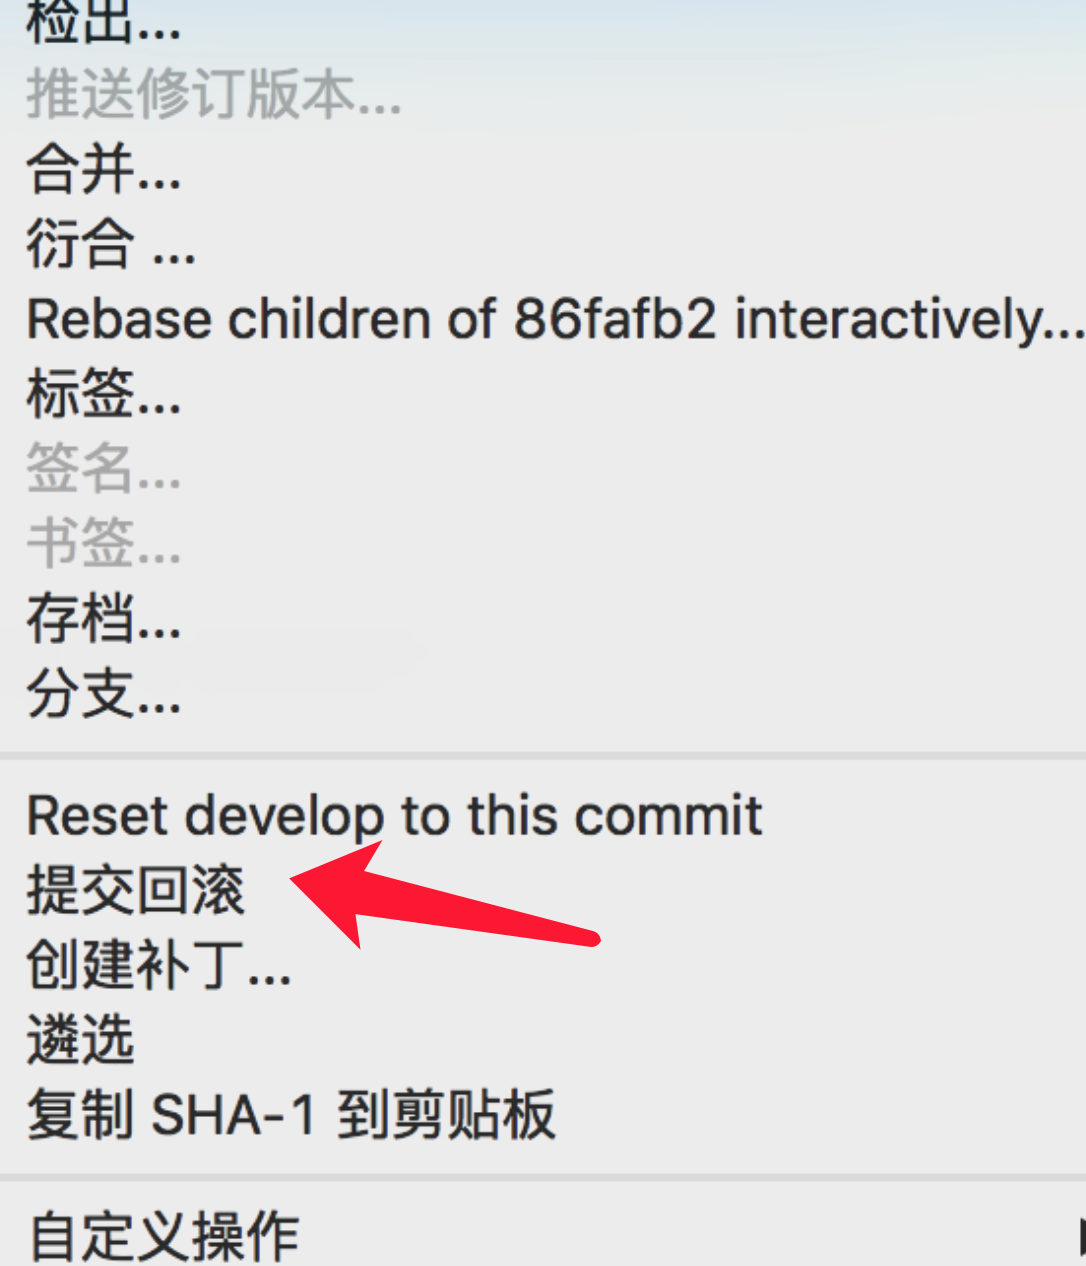 检出...
推送修订版本...
合并...
衍合 ...
Rebase children of 86fafb2 interactively...
标签...
签名...
书签...
存档...
分支...
Reset develop to this commit
提交回滚
创建补丁...
遴选
复制 SHA-1 到剪贴板
自定义操作